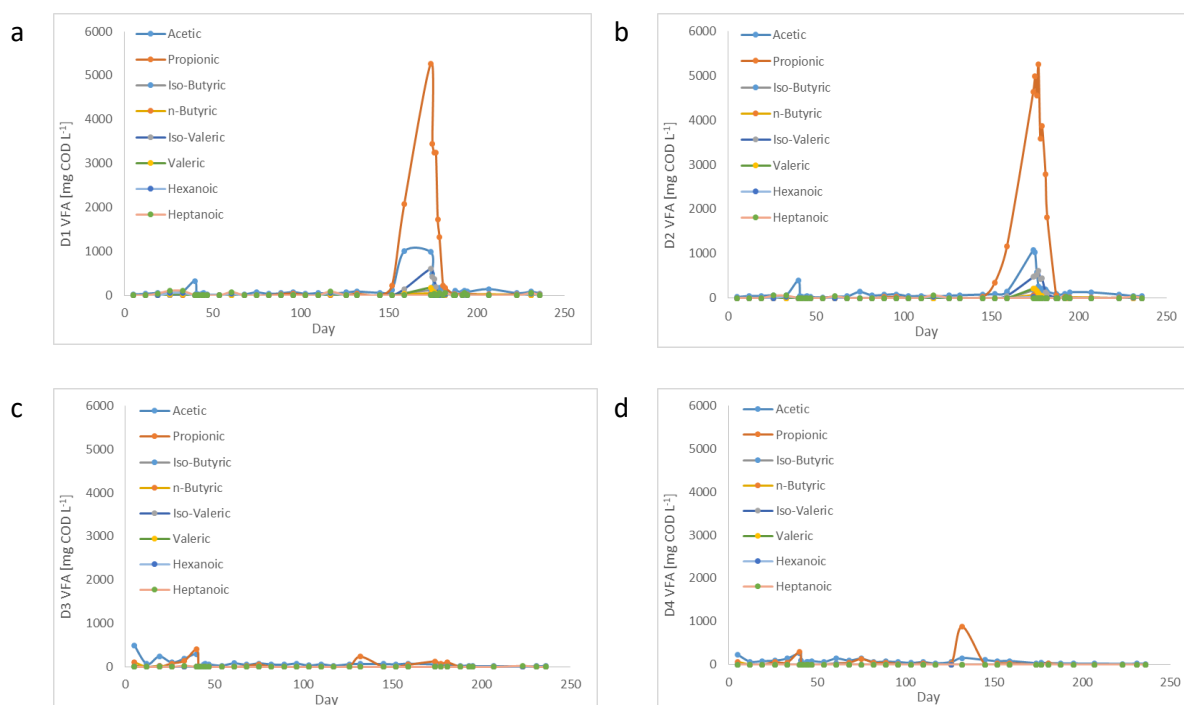 a
6000
5000
4000
3000
2000
1000
0
D1 VFA [mg COD L-1]
Acetic
Propionic
Iso-Butyric
n-Butyric
Iso-Valeric
Valeric
Hexanoic
Heptanoic
0 50 100 150 200 250
Day
b
6000
5000
4000
3000
2000
1000
0
D2 VFA [mg COD L-1]
Acetic
Propionic
Iso-Butyric
n-Butyric
Iso-Valeric
Valeric
Hexanoic
Heptanoic
0 50 100 150 200 250
Day
c
6000
5000
4000
3000
2000
1000
0
D3 VFA [mg COD L-1]
Acetic
Propionic
Iso-Butyric
n-Butyric
Iso-Valeric
Valeric
Hexanoic
Heptanoic
0 50 100 150 200 250
Day
d
6000
5000
4000
3000
2000
1000
0
D4 VFA [mg COD L-1]
Acetic
Propionic
Iso-Butyric
n-Butyric
Iso-Valeric
Valeric
Hexanoic
Heptanoic
0 50 100 150 200 250
Day